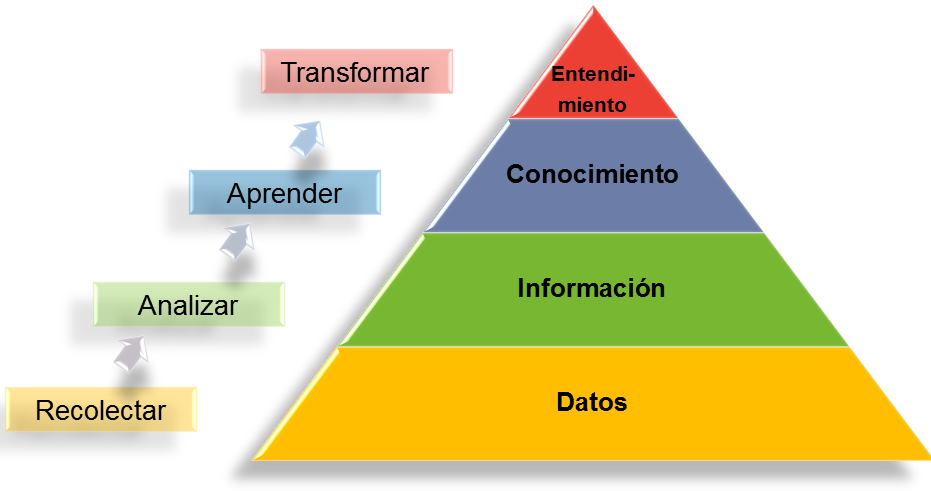 Transformar
Aprender
Analizar
Recolectar
Entendi-
miento
Conocimiento
Información
Datos